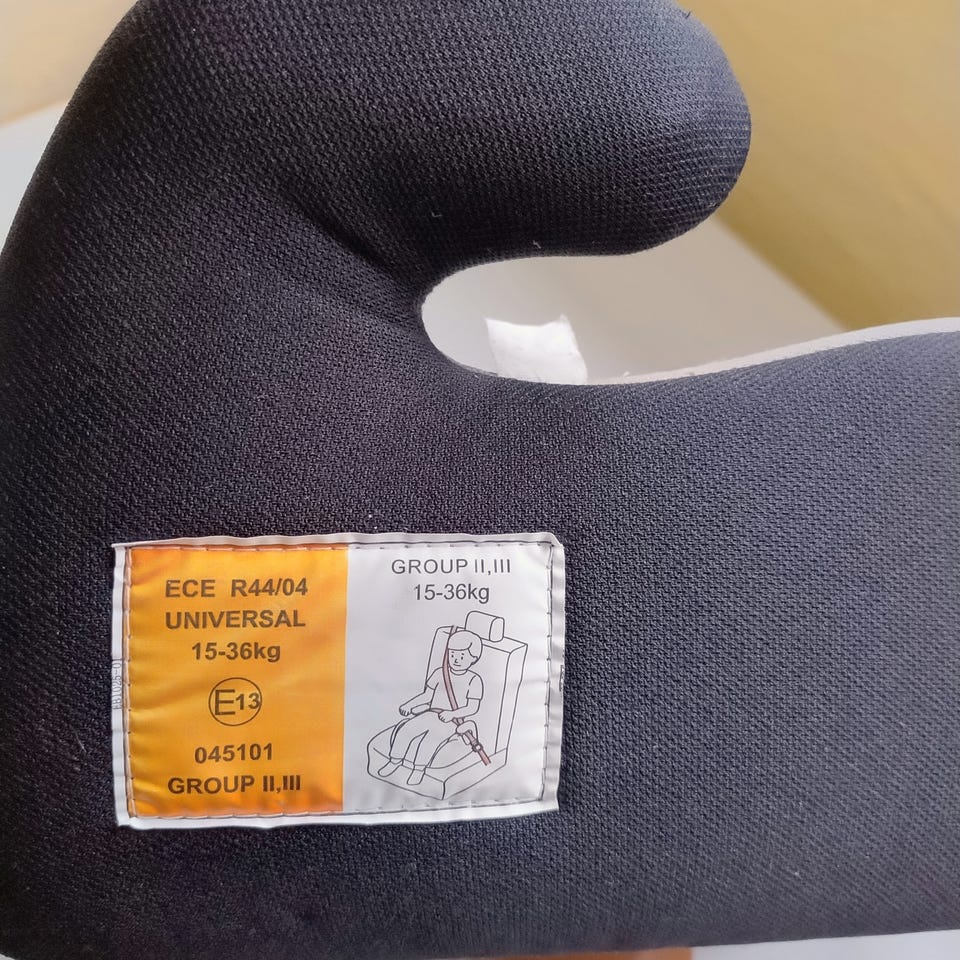 ECE R44/04
UNIVERSAL
15-36kg
E13
045101
GROUP II,III
GROUP II,III
15-36kg